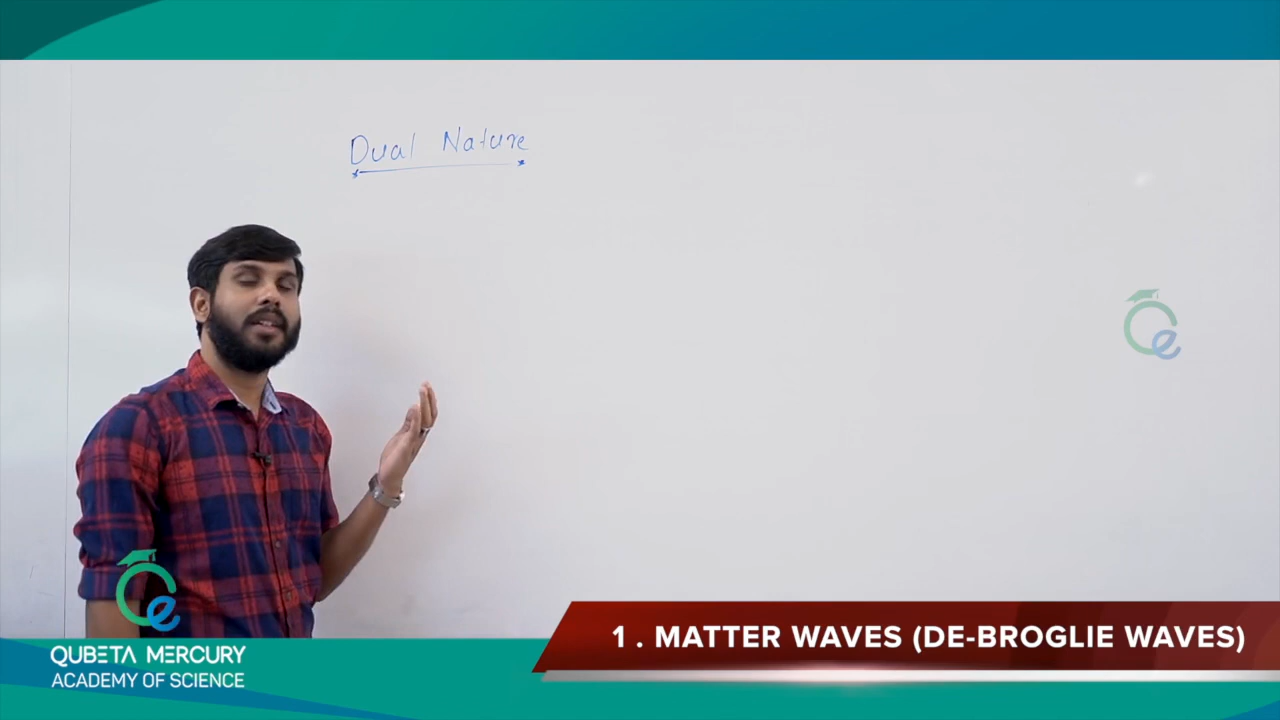 Dual Nature
1 . MATTER WAVES (DE-BROGLIE WAVES)
QUBETA MERCURY
ACADEMY OF SCIENCE